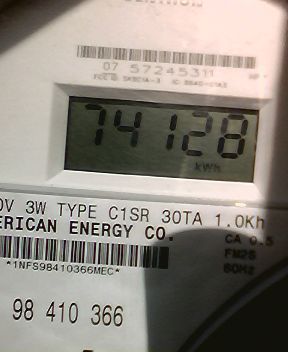 07 57245311
74128
kWh
0V 3W TYPE C1SR 30TA 1.0Kh
ERICAN ENERGY CO.
CA 0.5
FM2S
60Hz
*1NFS98410366MEC*
98 410 366